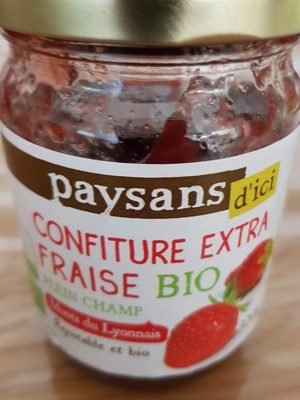 paysans d'ici
CONFITURE EXTRA
FRAISE BIO
PLEIN CHAMP
Monts du Lyonnais
Équitable et bio